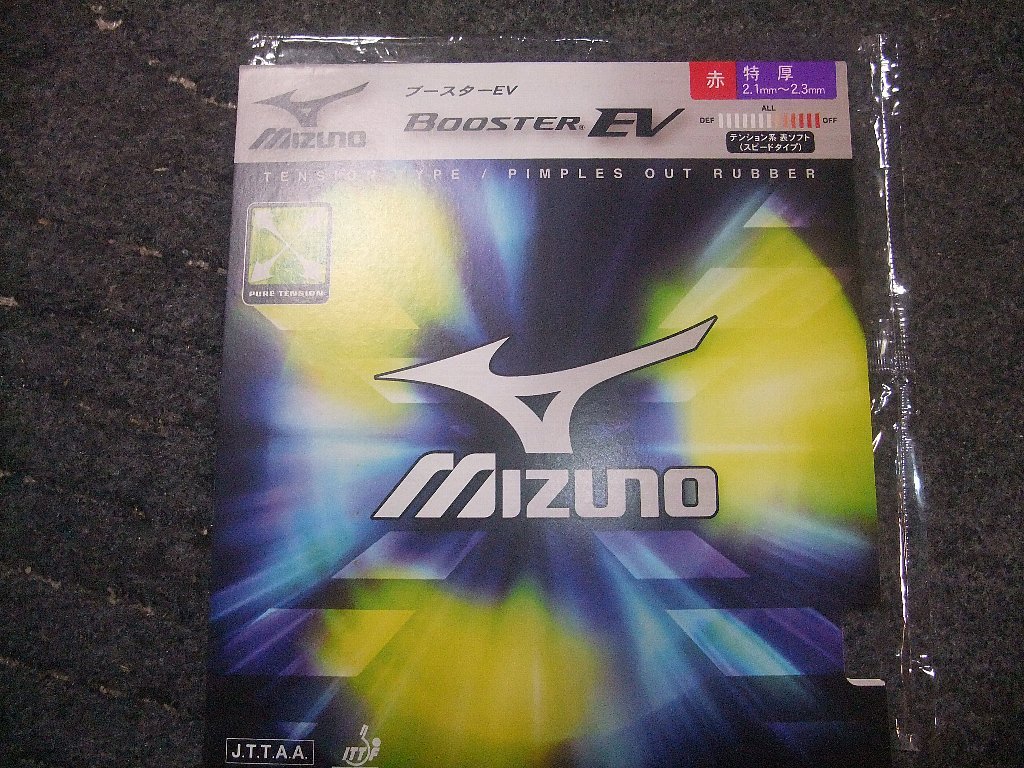 MIZUNO
ブースターEV
BOOSTER® EV
赤
特厚
2.1mm～2.3mm
ALL
DEF
OFF
テンション系 表ソフト
(スピードタイプ)
TENSION TYPE / PIMPLES OUT RUBBER
PURE TENSION
MIZUNO
J.T.T.A.A.
ITTF